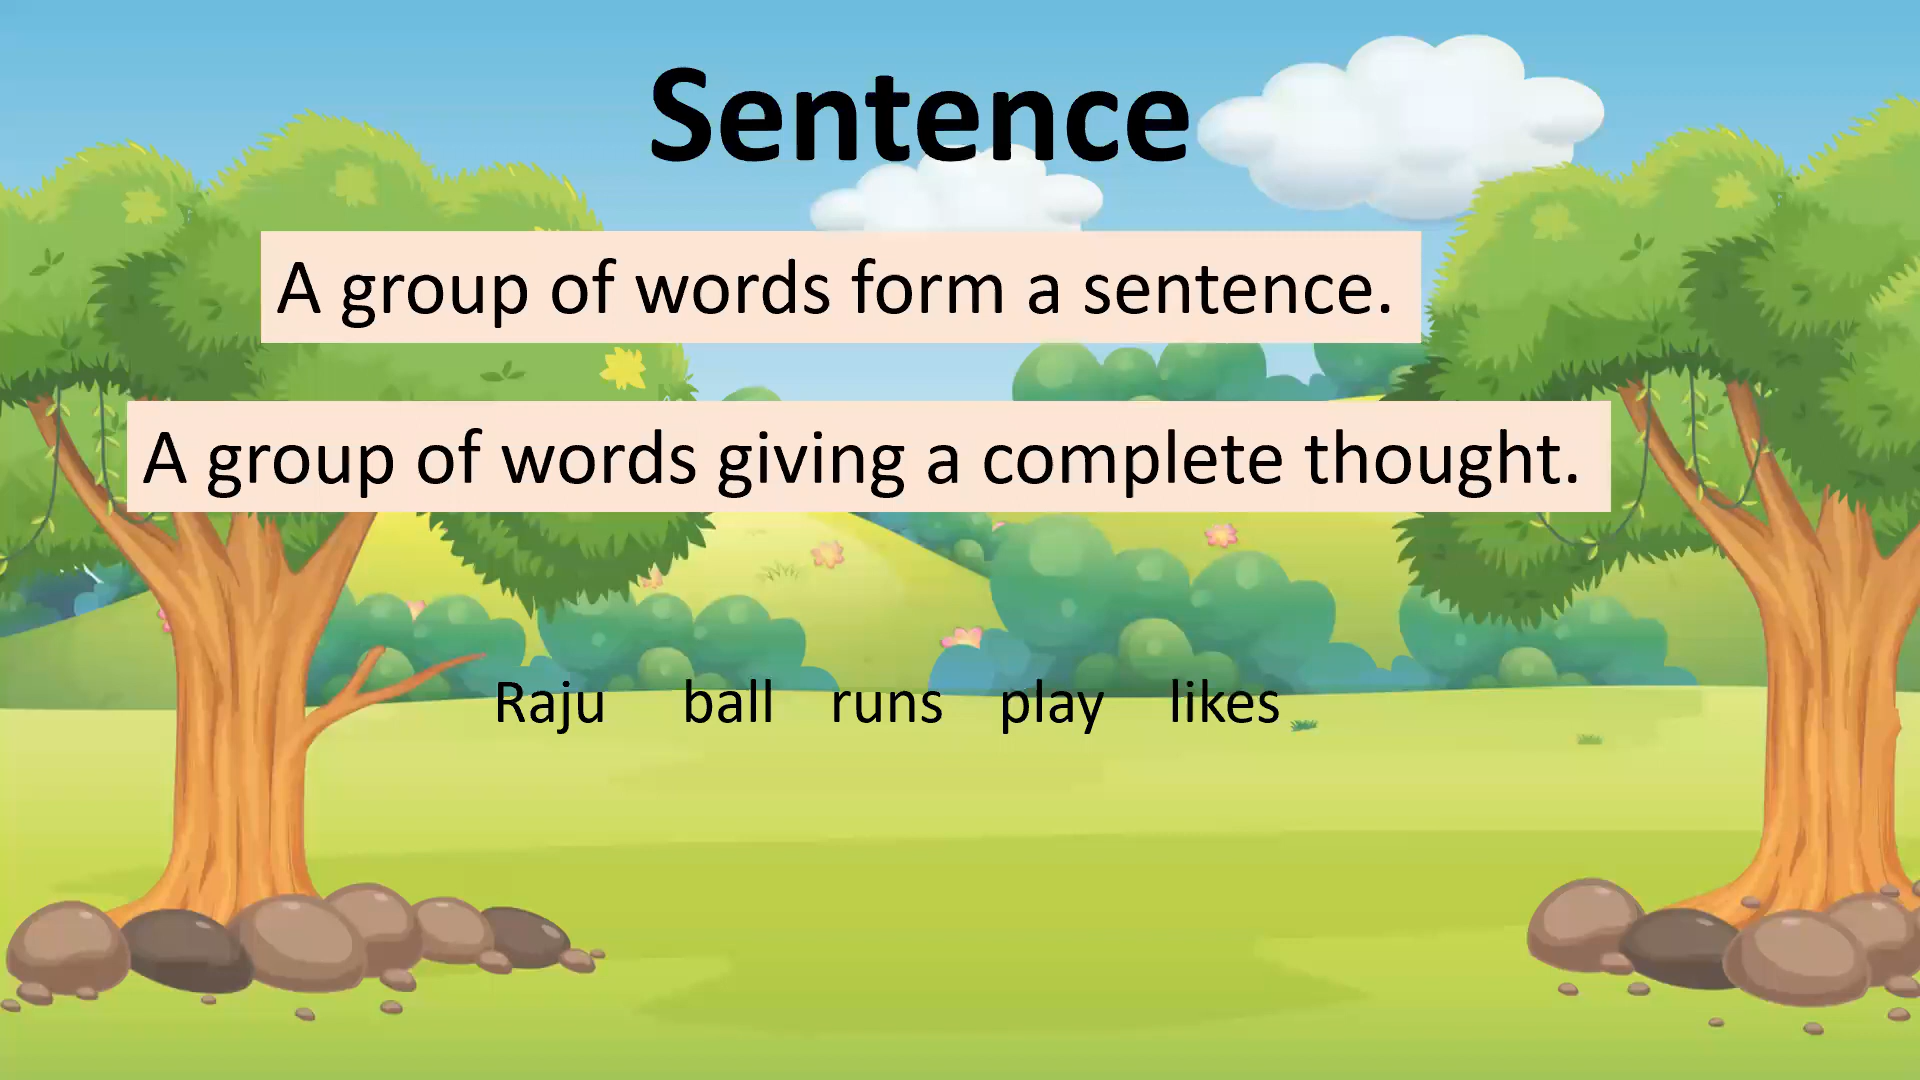 Sentence
A group of words form a sentence.
A group of words giving a complete thought.
Raju ball runs play likes